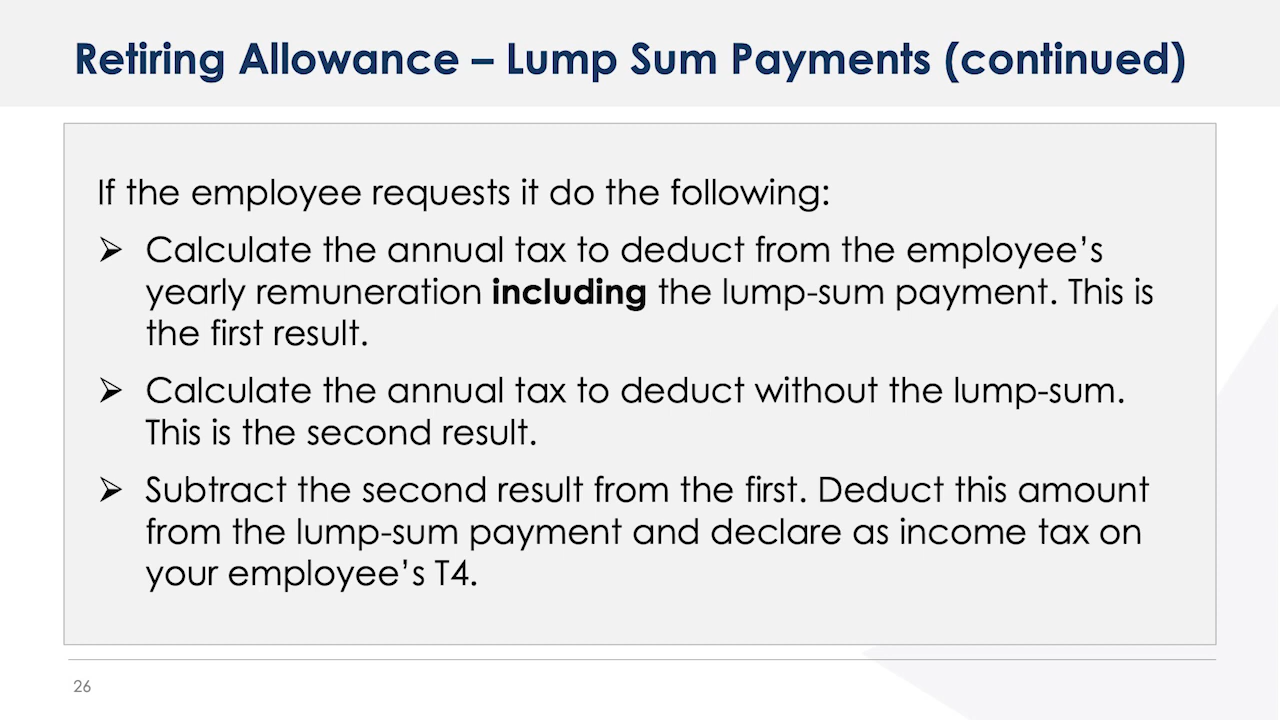 Retiring Allowance – Lump Sum Payments (continued)
If the employee requests it do the following:
➢ Calculate the annual tax to deduct from the employee’s
yearly remuneration including the lump-sum payment. This is
the first result.
➢ Calculate the annual tax to deduct without the lump-sum.
This is the second result.
➢ Subtract the second result from the first. Deduct this amount
from the lump-sum payment and declare as income tax on
your employee’s T4.
26